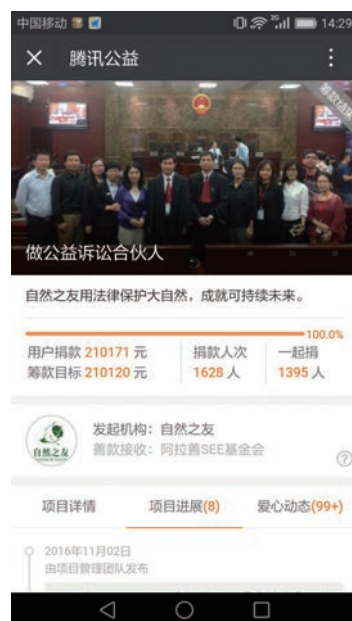 中国移动 3G 14:29
腾讯公益
筹款结束
做公益诉讼合伙人
自然之友用法律保护大自然，成就可持续未来。
100.0%
用户捐款 210171 元 捐款人次 一起捐
筹款目标 210120 元 1628 人 1395 人
自然之友
发起机构：自然之友
善款接收：阿拉善SEE基金会
?
项目详情 项目进展(8) 爱心动态(99+)
2016年11月02日
由项目管理团队发布